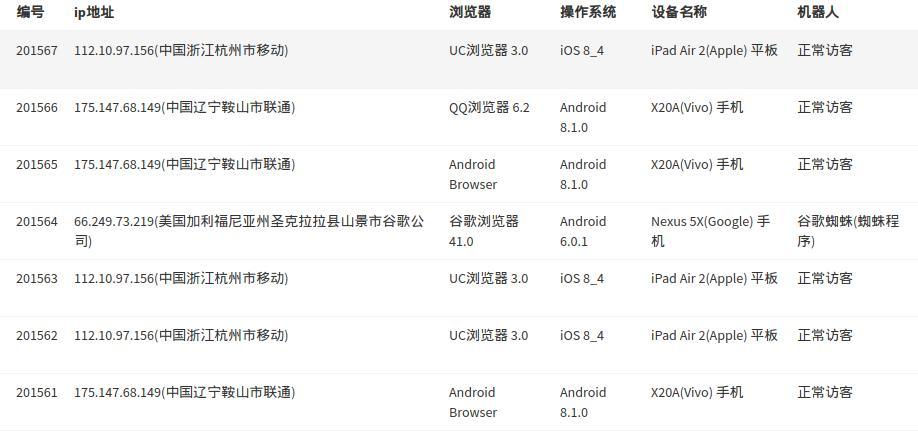 编号 ip地址 浏览器 操作系统 设备名称 机器人
201567 112.10.97.156(中国浙江杭州市移动) UC浏览器 3.0 iOS 8_4 iPad Air 2(Apple) 平板 正常访客
201566 175.147.68.149(中国辽宁鞍山市联通) QQ浏览器 6.2 Android X20A(Vivo) 手机 正常访客
8.1.0
201565 175.147.68.149(中国辽宁鞍山市联通) Android Android X20A(Vivo) 手机 正常访客
Browser 8.1.0
201564 66.249.73.219(美国加利福尼亚州圣克拉拉县山景市谷歌公 谷歌浏览器 Android Nexus 5X(Google) 手 谷歌蜘蛛(蜘蛛程
司) 41.0 6.0.1 机 序)
201563 112.10.97.156(中国浙江杭州市移动) UC浏览器 3.0 iOS 8_4 iPad Air 2(Apple) 平板 正常访客
201562 112.10.97.156(中国浙江杭州市移动) UC浏览器 3.0 iOS 8_4 iPad Air 2(Apple) 平板 正常访客
201561 175.147.68.149(中国辽宁鞍山市联通) Android Android X20A(Vivo) 手机 正常访客
Browser 8.1.0